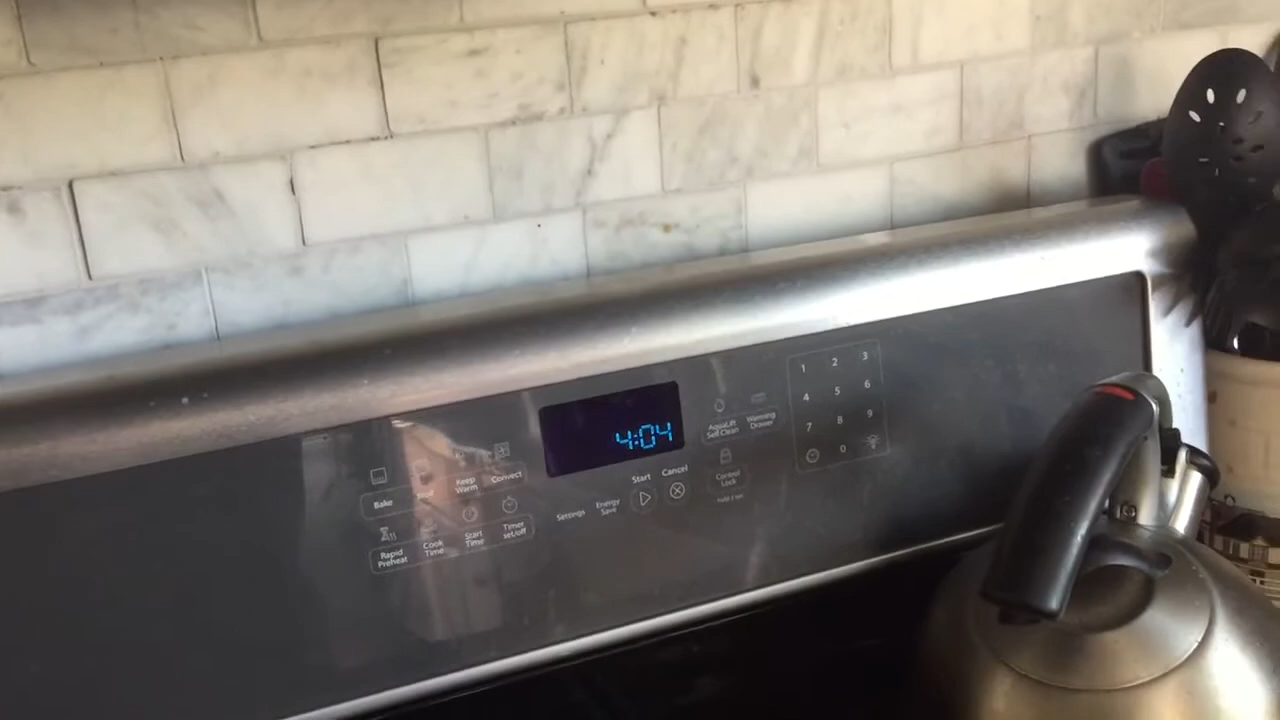 4:04
Bake
Keep
Warm
Convect
Rapid
Preheat
Cook
Time
Start
Time
Timer
set/off
Settings
Energy
Save
Start
Cancel
AquaLift
Self Clean
Warming
Drawer
Control
Lock
1 2 3
4 5 6
7 8 9
0